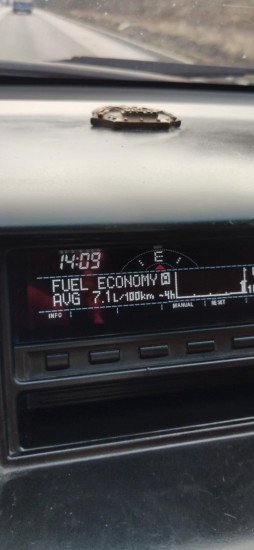 14:09
E
FUEL ECONOMY A
AVG 7.1L/100km -4h
INFO MANUAL RESET